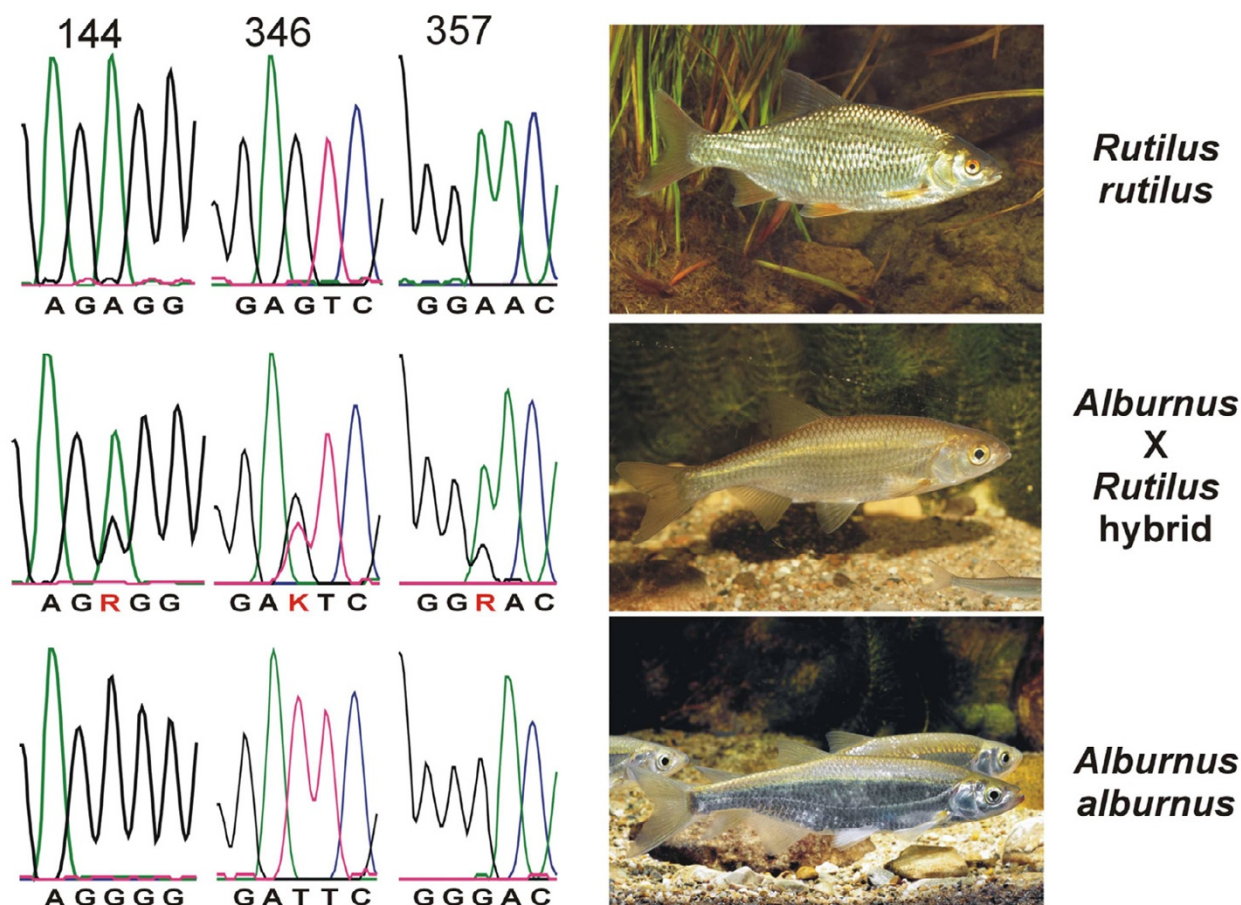 144 346 357
AGAGG GAGTC GGAAC
Rutilus
rutilus
AGRGG GAKTC GGRAC
Alburnus
X
Rutilus
hybrid
AGGGG GATTC GGGAC
Alburnus
alburnus